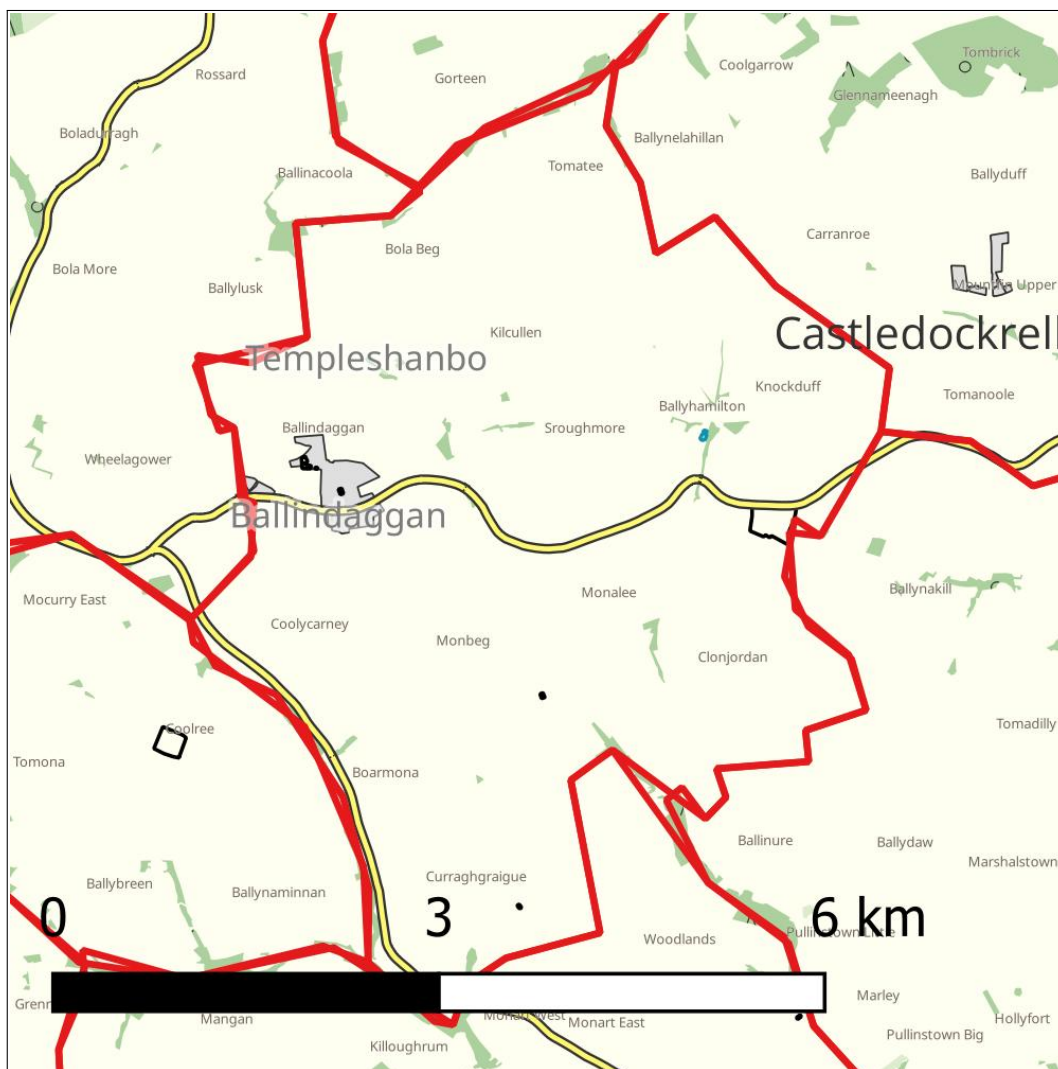 Tombrick
Coolgarrow
Rossard
Gorteen
Glennameenagh
Boladurragh
Ballynelahillan
Tomatee
Ballinacoola
Ballyduff
Carranroe
Bola Beg
Bola More
Ballylusk
Kilcullen
Castledockrell
Templeshanbo
Knockduff
Tomanoole
Ballyhamilton
Ballindaggan
Sroughmore
Wheelagower
Ballindaggan
Ballynakill
Monalee
Mocurry East
Coolycarney
Monbeg
Clonjordan
Tomadilly
Coolree
Tomona
Boarmona
Ballinure
Ballydaw
Marshalstown
Curraghgraigue
Ballybreen
Ballynaminnan
0 3 6 km
Woodlands
Pullinstown Little
Marley
Mangan
Monart East
Hollyfort
Pullinstown Big
Killoughrum